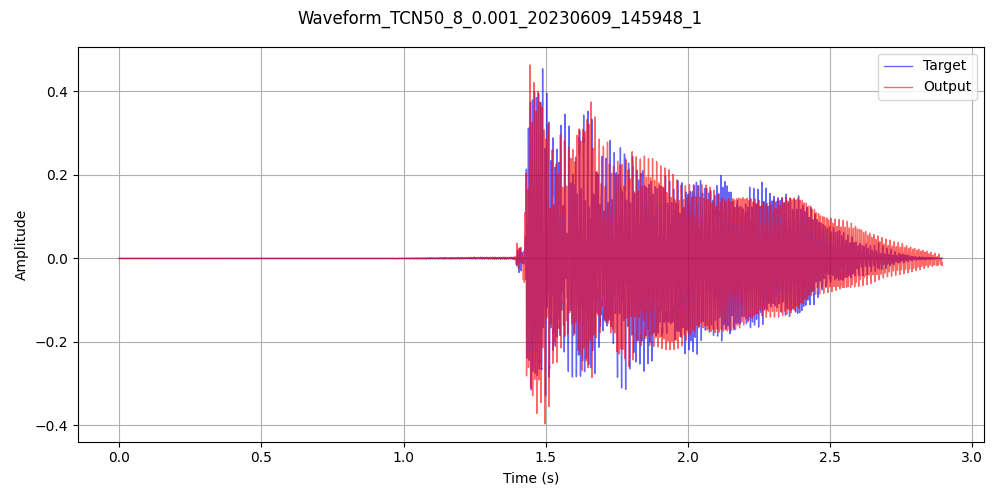 Waveform_TCN50_8_0.001_20230609_145948_1
Target
Output
0.4
0.2
0.0
−0.2
−0.4
Amplitude
0.0 0.5 1.0 1.5 2.0 2.5 3.0
Time (s)